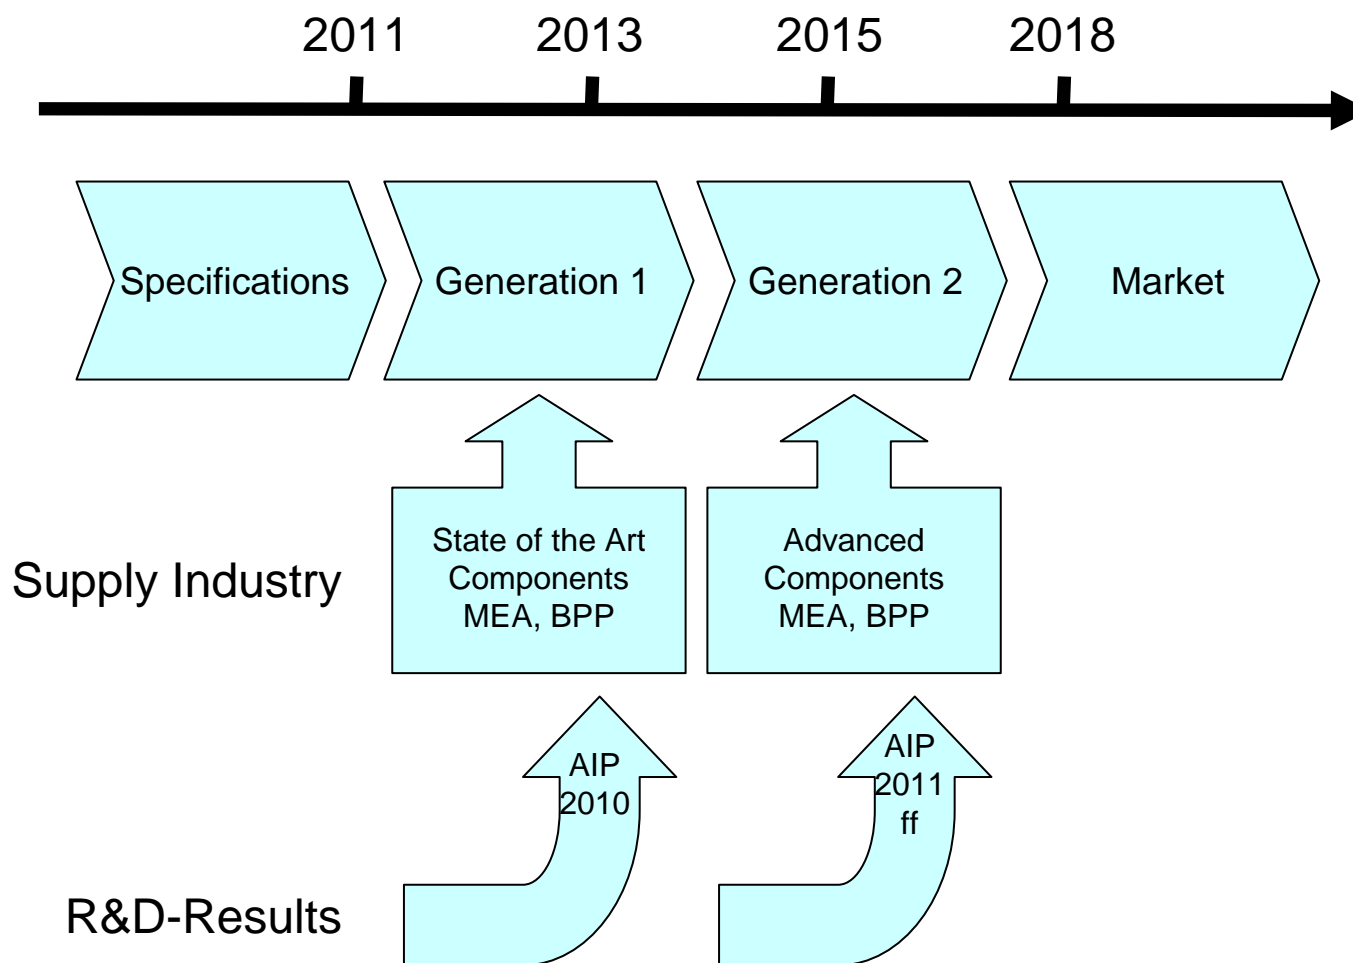 2011 2013 2015 2018
Specifications Generation 1 Generation 2 Market
Supply Industry
State of the Art
Components
MEA, BPP
Advanced
Components
MEA, BPP
AIP
2010
AIP
2011
ff
R&D-Results